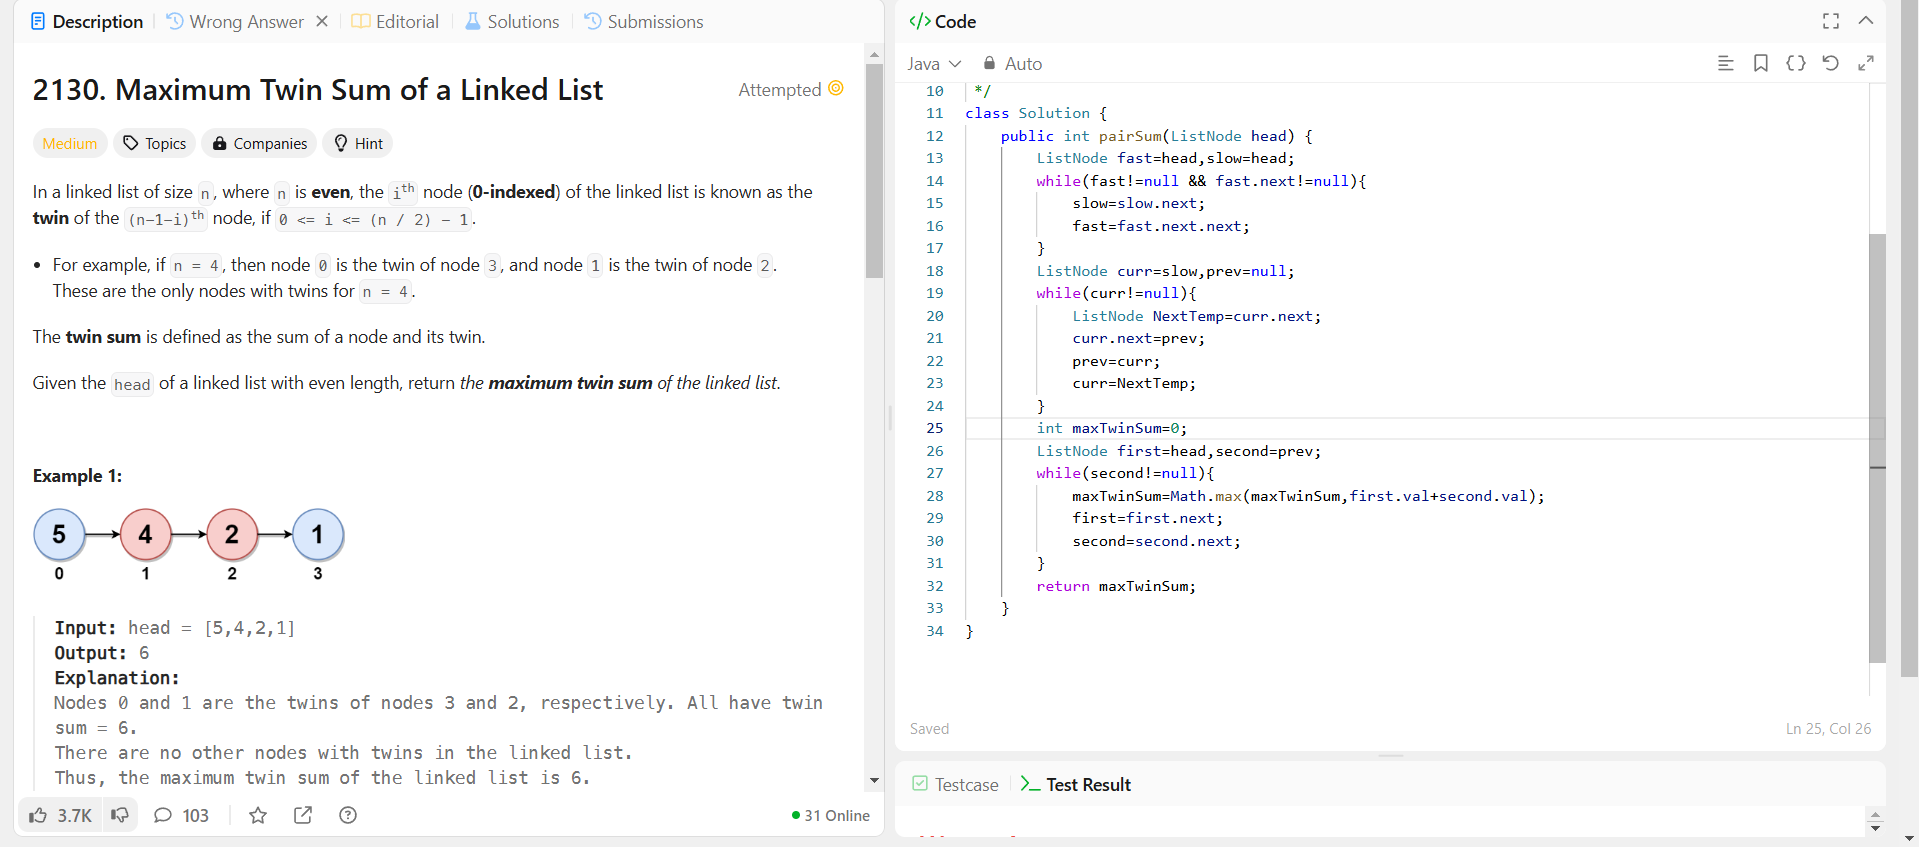 Description
Wrong Answer
Editorial
Solutions
Submissions
2130. Maximum Twin Sum of a Linked List
Attempted
Medium
Topics
Companies
Hint
In a linked list of size n, where n is even, the ith node (0-indexed) of the linked list is known as the
twin of the (n-1-i)th node, if 0 <= i <= (n / 2) - 1.
• For example, if n = 4, then node 0 is the twin of node 3, and node 1 is the twin of node 2.
These are the only nodes with twins for n = 4.
The twin sum is defined as the sum of a node and its twin.
Given the head of a linked list with even length, return the maximum twin sum of the linked list.
Example 1:
5 4 2 1
0 1 2 3
Input: head = [5,4,2,1]
Output: 6
Explanation:
Nodes 0 and 1 are the twins of nodes 3 and 2, respectively. All have twin
sum = 6.
There are no other nodes with twins in the linked list.
Thus, the maximum twin sum of the linked list is 6.
3.7K
103
31 Online
</> Code
Java
Auto
10 */
11 class Solution {
12 public int pairSum(ListNode head) {
13 ListNode fast=head,slow=head;
14 while(fast!=null && fast.next!=null){
15 slow=slow.next;
16 fast=fast.next.next;
17 }
18 ListNode curr=slow,prev=null;
19 while(curr!=null){
20 ListNode NextTemp=curr.next;
21 curr.next=prev;
22 prev=curr;
23 curr=NextTemp;
24 }
25 int maxTwinSum=0;
26 ListNode first=head,second=prev;
27 while(second!=null){
28 maxTwinSum=Math.max(maxTwinSum,first.val+second.val);
29 first=first.next;
30 second=second.next;
31 }
32 return maxTwinSum;
33 }
34 }
Saved
Ln 25, Col 26
Testcase
Test Result